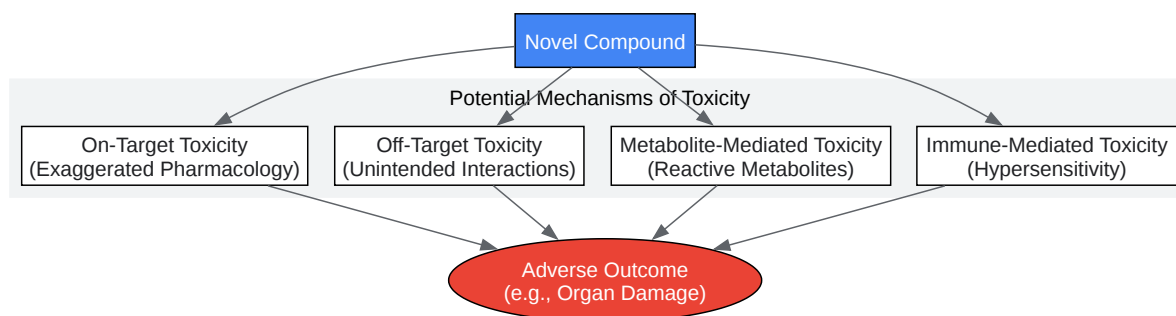 Novel Compound
Potential Mechanisms of Toxicity
On-Target Toxicity
(Exaggerated Pharmacology)
Off-Target Toxicity
(Unintended Interactions)
Metabolite-Mediated Toxicity
(Reactive Metabolites)
Immune-Mediated Toxicity
(Hypersensitivity)
Adverse Outcome
(e.g., Organ Damage)